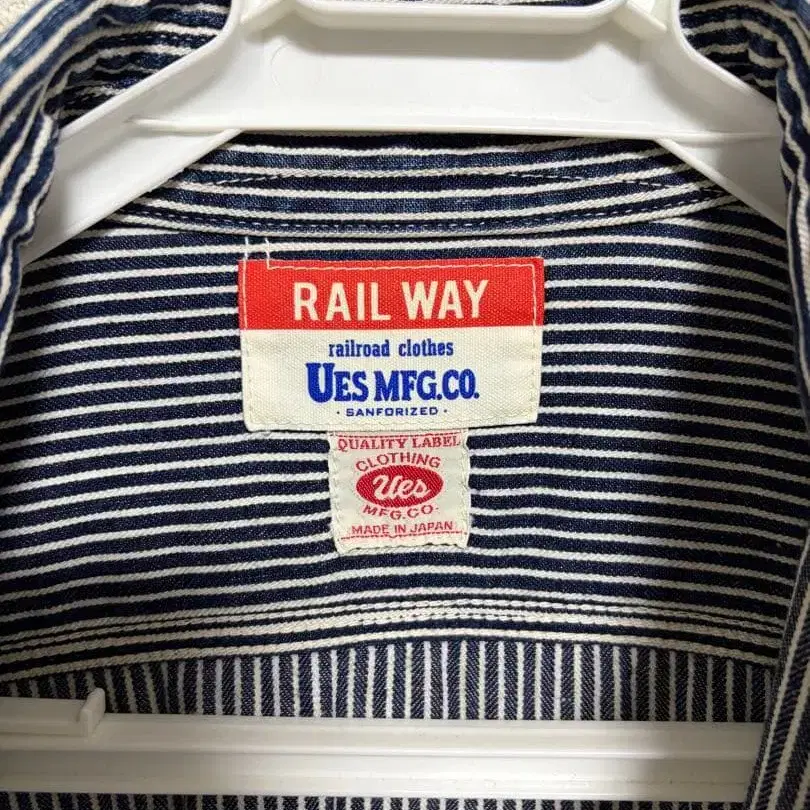 RAIL WAY
railroad clothes
UES MFG.CO.
· SANFORIZED ·
QUALITY LABEL
CLOTHING
Ues
MFG.CO.
MADE IN JAPAN